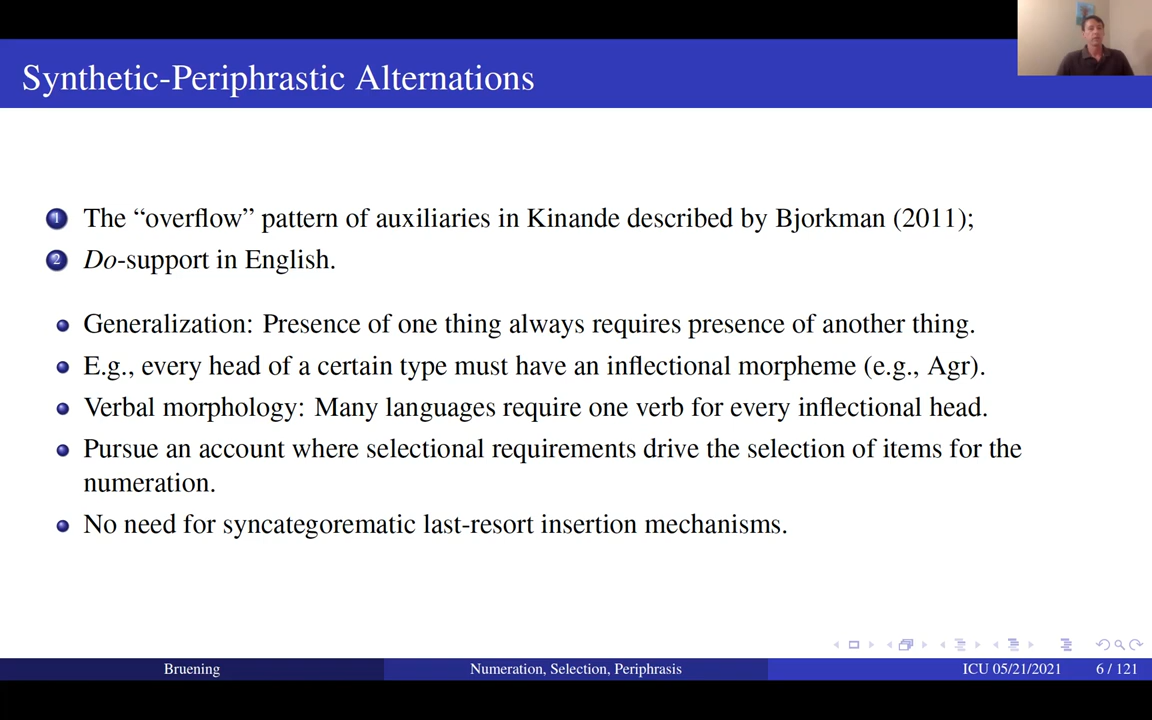 Synthetic-Periphrastic Alternations
1 The “overflow” pattern of auxiliaries in Kinande described by Bjorkman (2011);
2 Do-support in English.
Generalization: Presence of one thing always requires presence of another thing.
E.g., every head of a certain type must have an inflectional morpheme (e.g., Agr).
Verbal morphology: Many languages require one verb for every inflectional head.
Pursue an account where selectional requirements drive the selection of items for the
numeration.
No need for syncategorematic last-resort insertion mechanisms.
Bruening Numeration, Selection, Periphrasis ICU 05/21/2021 6 / 121